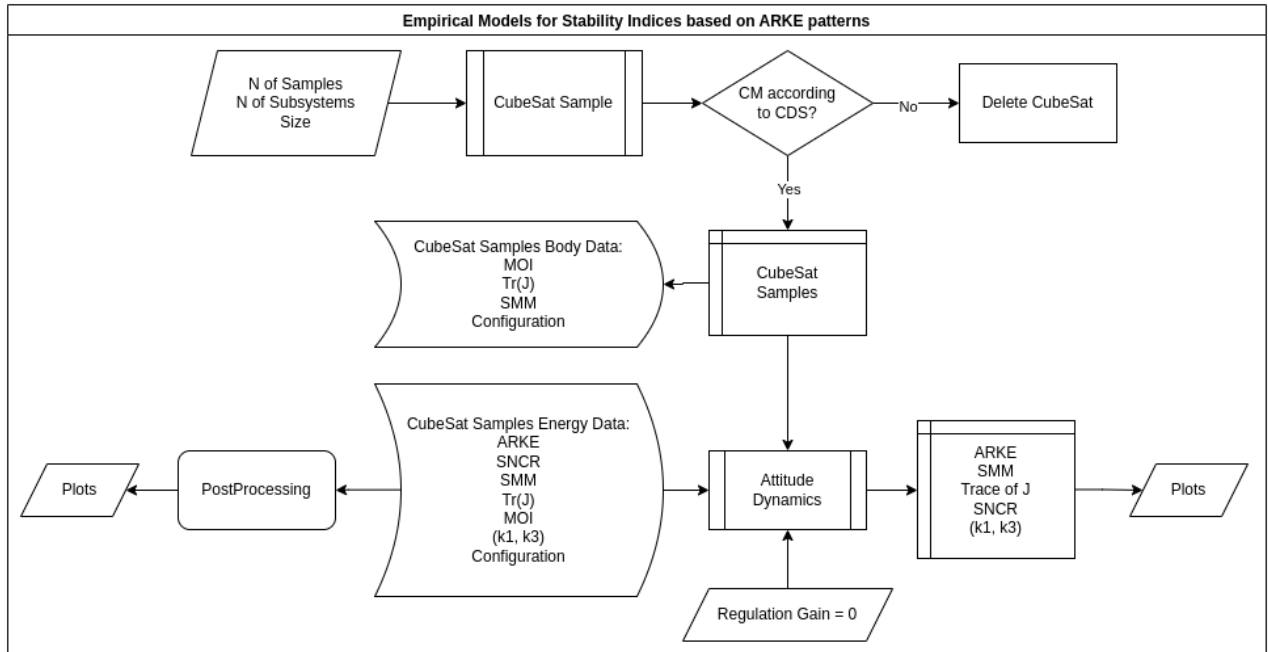 Empirical Models for Stability Indices based on ARKE patterns
N of Samples
N of Subsystems
Size
CubeSat Sample
CM according
to CDS?
No
Delete CubeSat
Yes
CubeSat Samples Body Data:
MOI
Tr(J)
SMM
Configuration
CubeSat
Samples
Plots
PostProcessing
CubeSat Samples Energy Data:
ARKE
SNCR
SMM
Tr(J)
MOI
(k1, k3)
Configuration
Attitude
Dynamics
ARKE
SMM
Trace of J
SNCR
(k1, k3)
Plots
Regulation Gain = 0